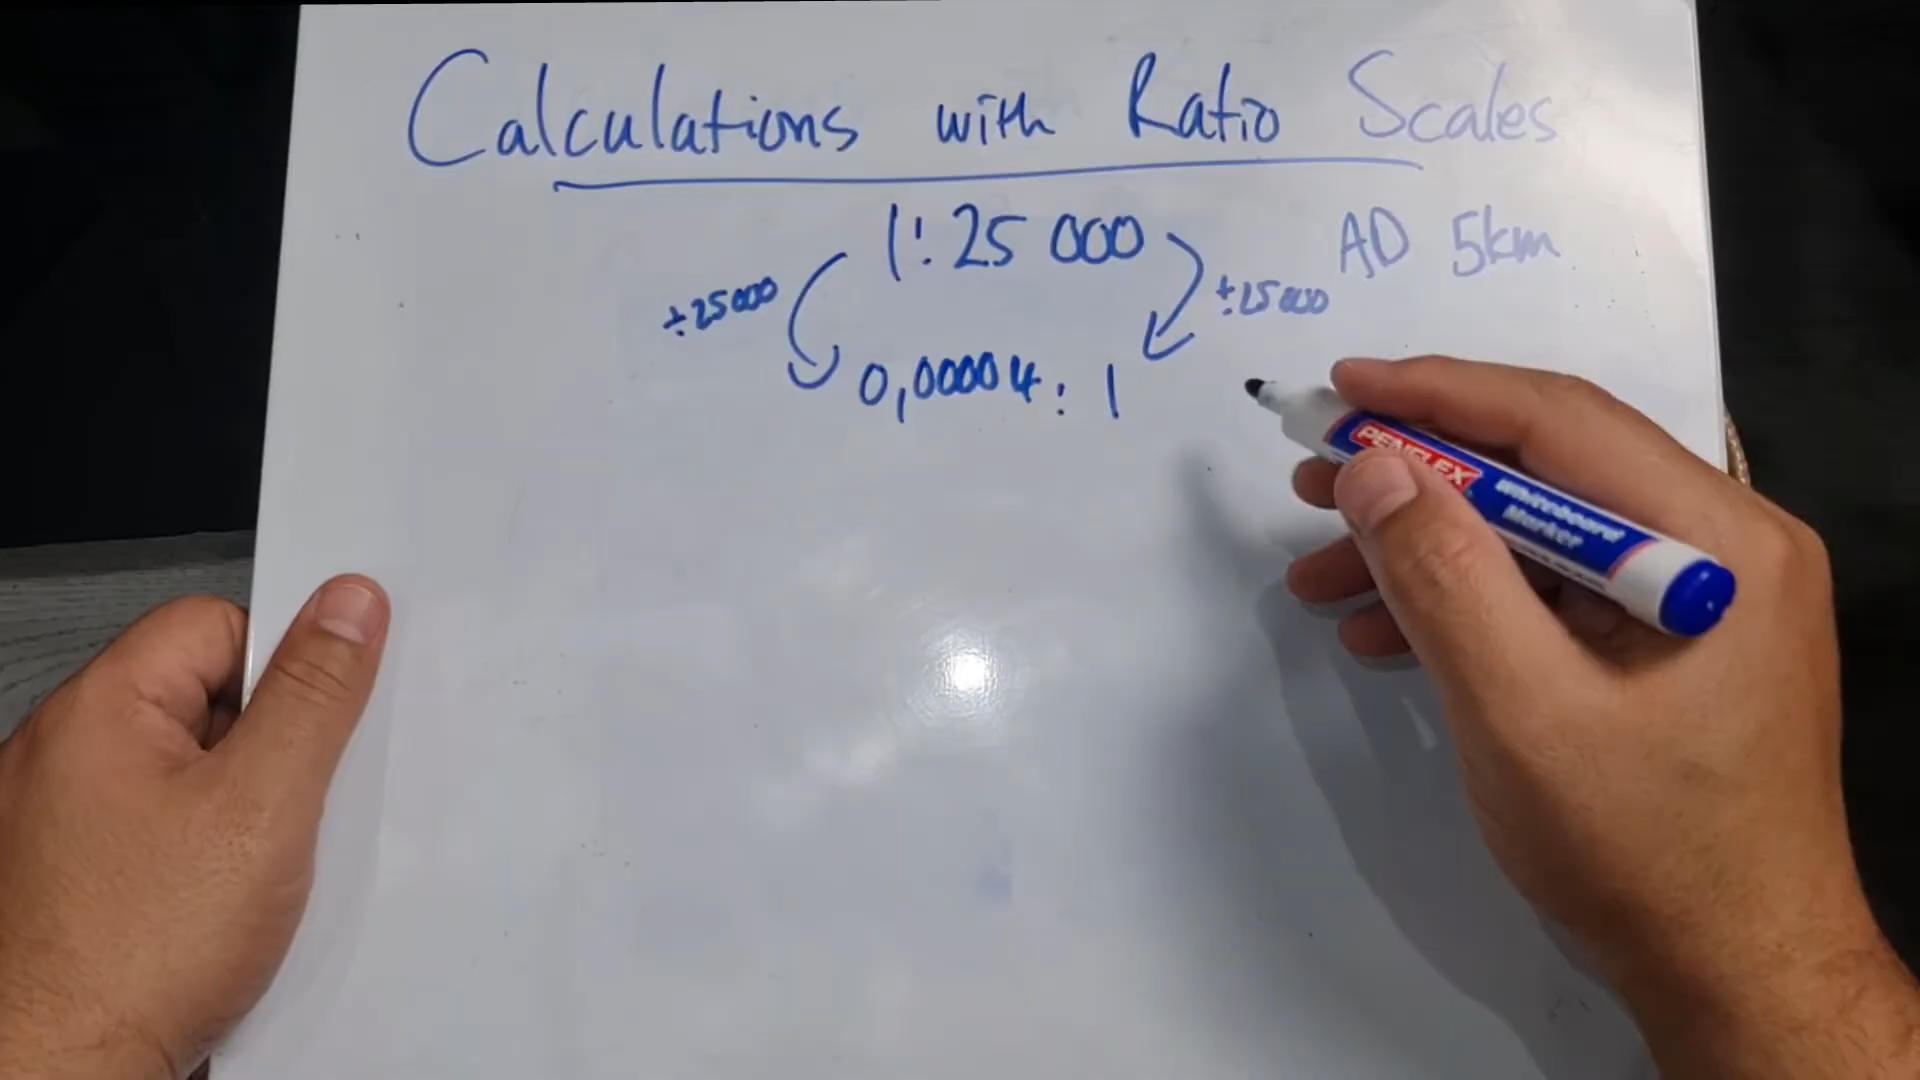 Calculations with Ratio Scales
1:25 000
AD 5km
÷25000
÷25000
0,00004 : 1
PENFLEX
Whiteboard
Marker